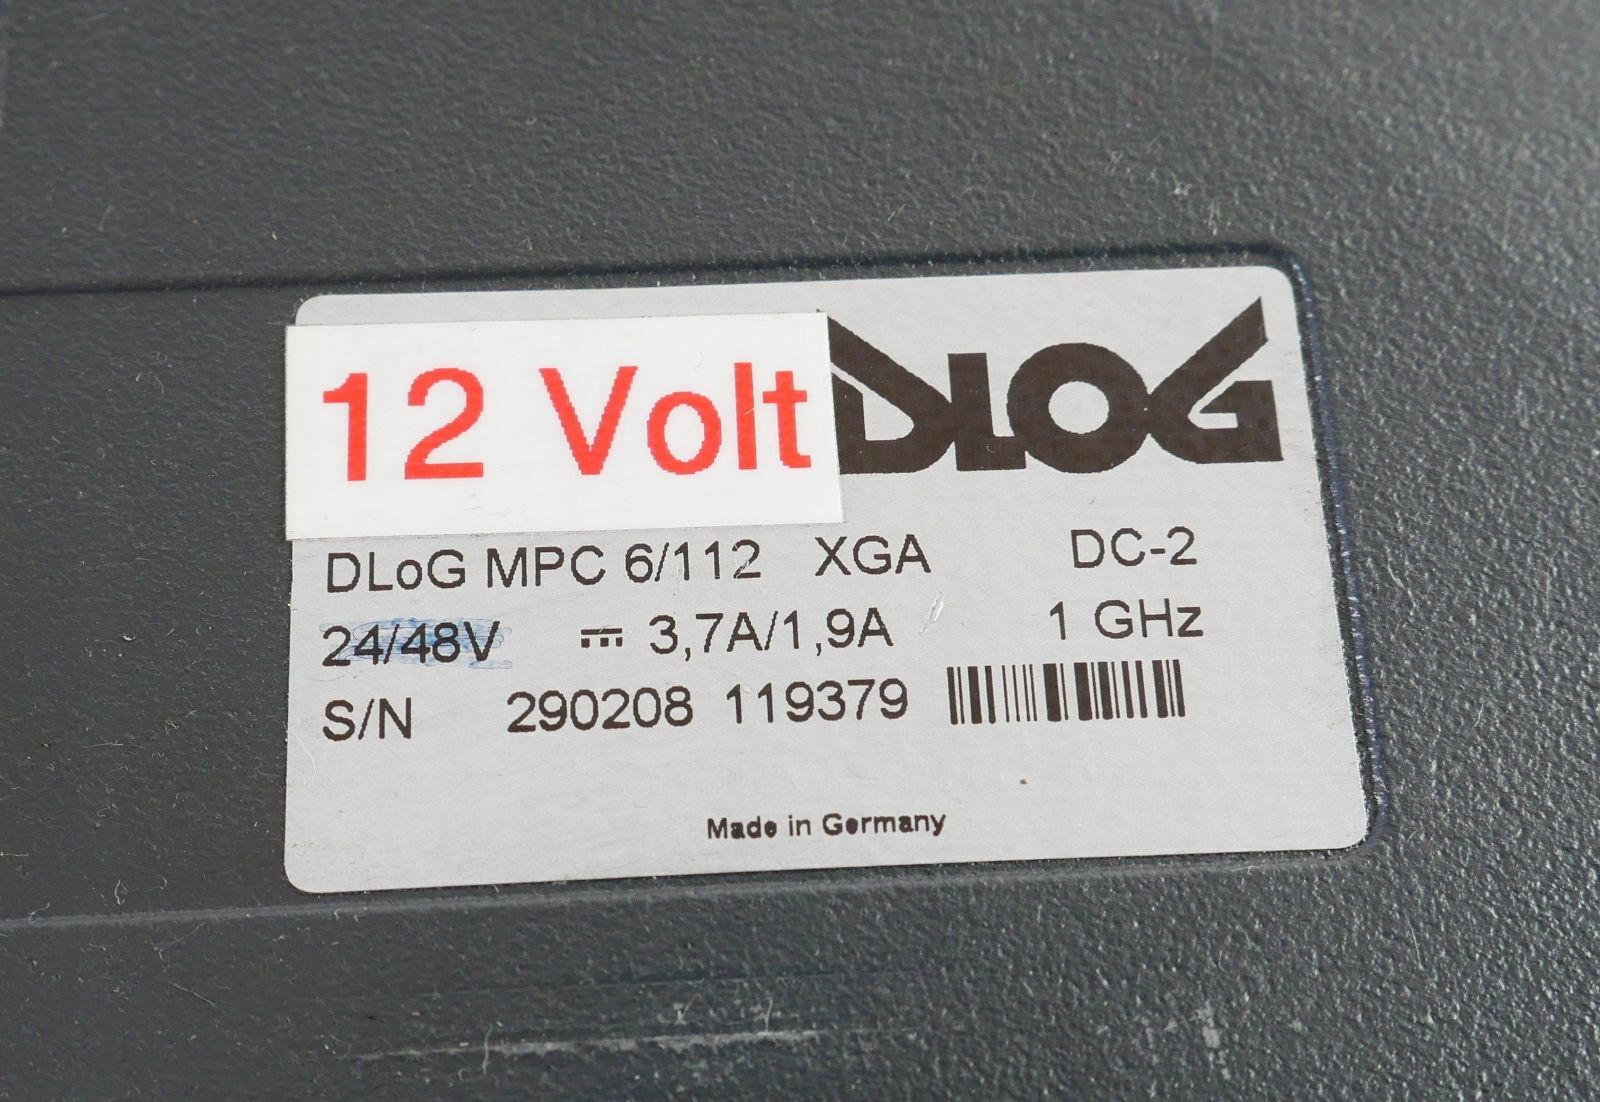 12 Volt
DLOG
DLoG MPC 6/112 XGA DC-2
24/48V ⎓ 3,7A/1,9A 1 GHz
S/N 290208 119379
Made in Germany